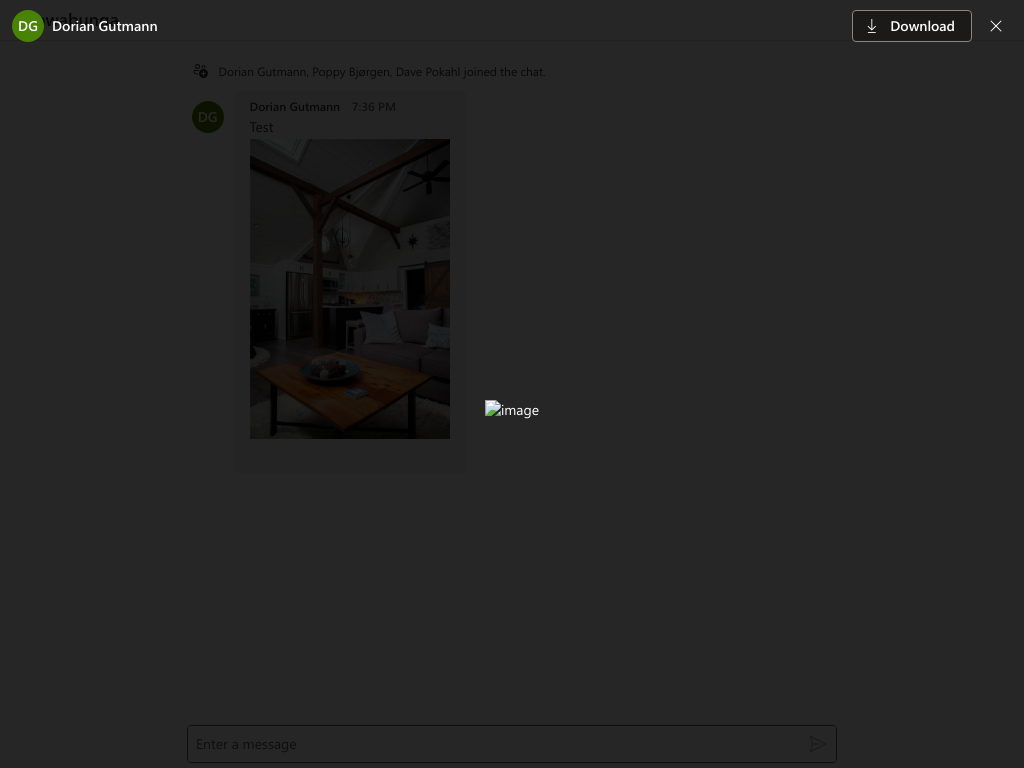 DG Dorian Gutmann
Download
Dorian Gutmann, Poppy Bjørgen, Dave Pokahl joined the chat.
DG
Dorian Gutmann 7:36 PM
Test
image
Enter a message